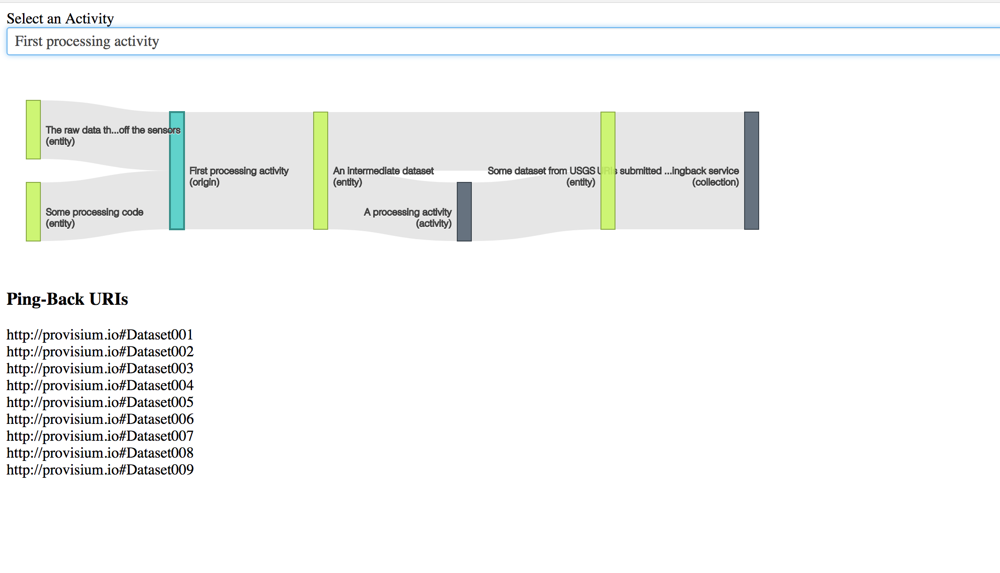 Select an Activity
First processing activity
The raw data th...off the sensors
(entity)
Some processing code
(entity)
First processing activity
(origin)
An intermediate dataset
(entity)
A processing activity
(activity)
Some dataset from USGS
(entity)
URIs submitted ...ingback service
(collection)
Ping-Back URIs
http://provisium.io#Dataset001
http://provisium.io#Dataset002
http://provisium.io#Dataset003
http://provisium.io#Dataset004
http://provisium.io#Dataset005
http://provisium.io#Dataset006
http://provisium.io#Dataset007
http://provisium.io#Dataset008
http://provisium.io#Dataset009